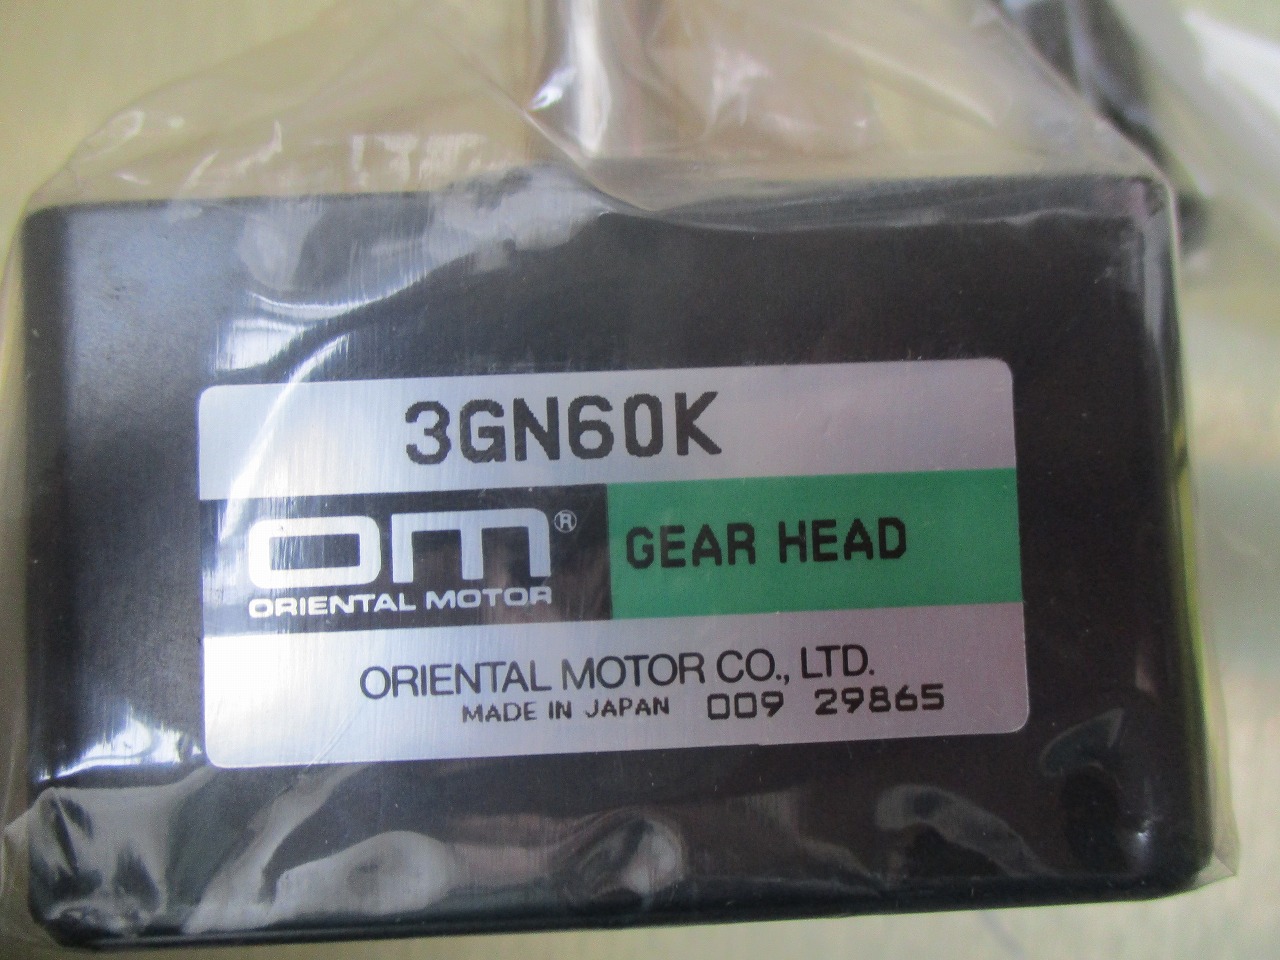 3GN60K
om®
ORIENTAL MOTOR
GEAR HEAD
ORIENTAL MOTOR CO., LTD.
MADE IN JAPAN 009 29865